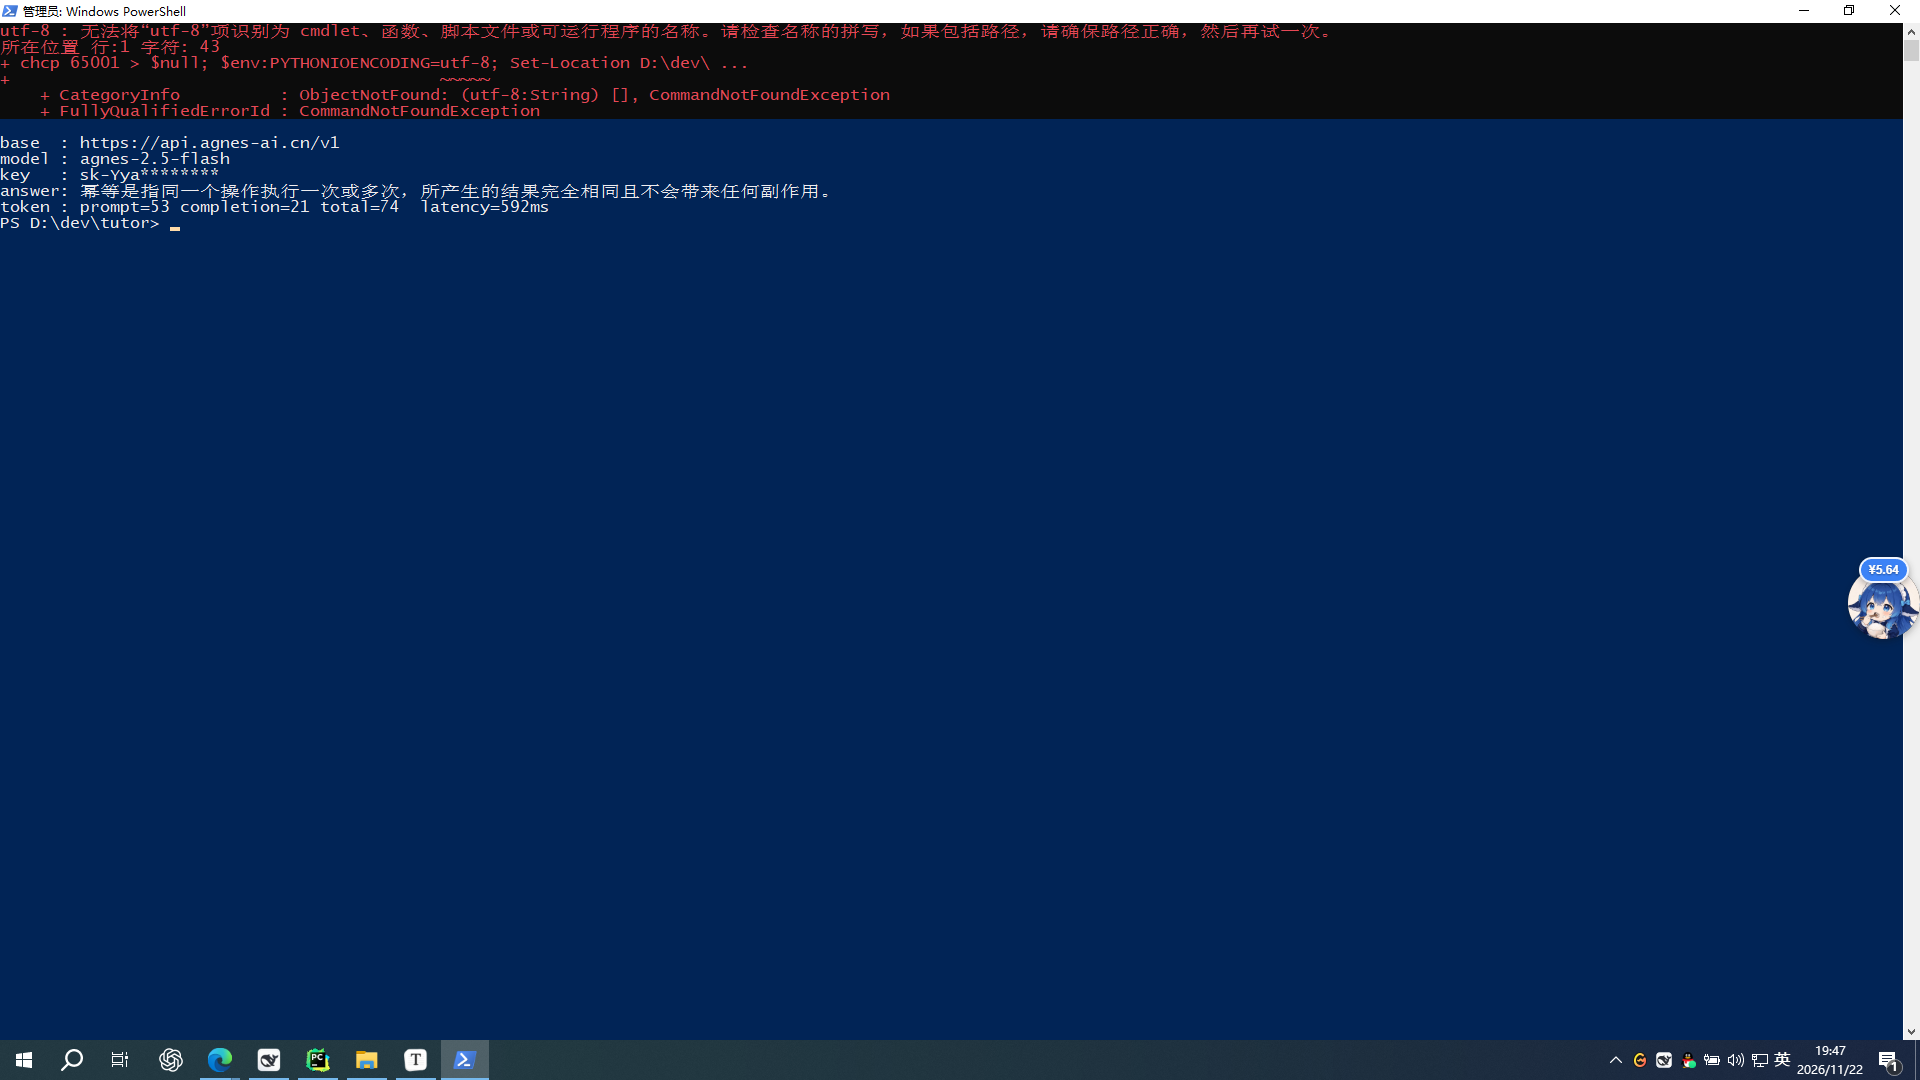 管理员: Windows PowerShell
utf-8 : 无法将“utf-8”项识别为 cmdlet、函数、脚本文件或可运行程序的名称。请检查名称的拼写，如果包括路径，请确保路径正确，然后再试一次。
所在位置 行:1 字符: 43
+ chcp 65001 > $null; $env:PYTHONIOENCODING=utf-8; Set-Location D:\dev\ ...
+                                           ~~~~~
    + CategoryInfo          : ObjectNotFound: (utf-8:String) [], CommandNotFoundException
    + FullyQualifiedErrorId : CommandNotFoundException
base  : https://api.agnes-ai.cn/v1
model : agnes-2.5-flash
key   : sk-Yya********
answer: 幂等是指同一个操作执行一次或多次，所产生的结果完全相同且不会带来任何副作用。
token : prompt=53 completion=21 total=74  latency=592ms
PS D:\dev\tutor>
¥5.64
PC
T
英
19:47
2026/11/22
1